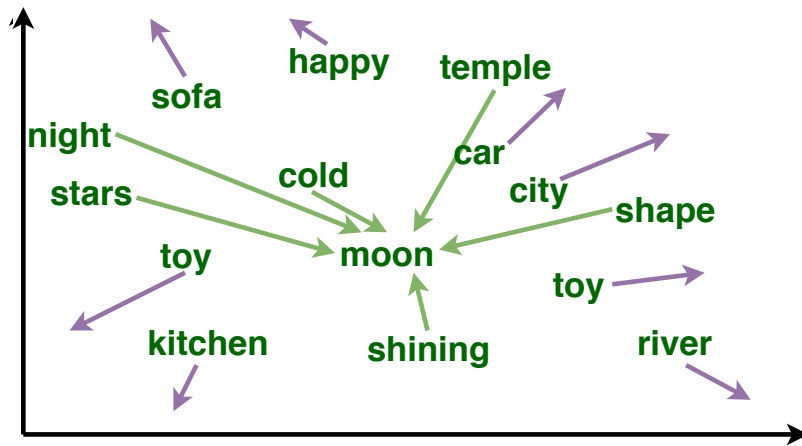 happy
temple
sofa
night
car
cold
city
stars
shape
toy
moon
toy
kitchen
shining
river